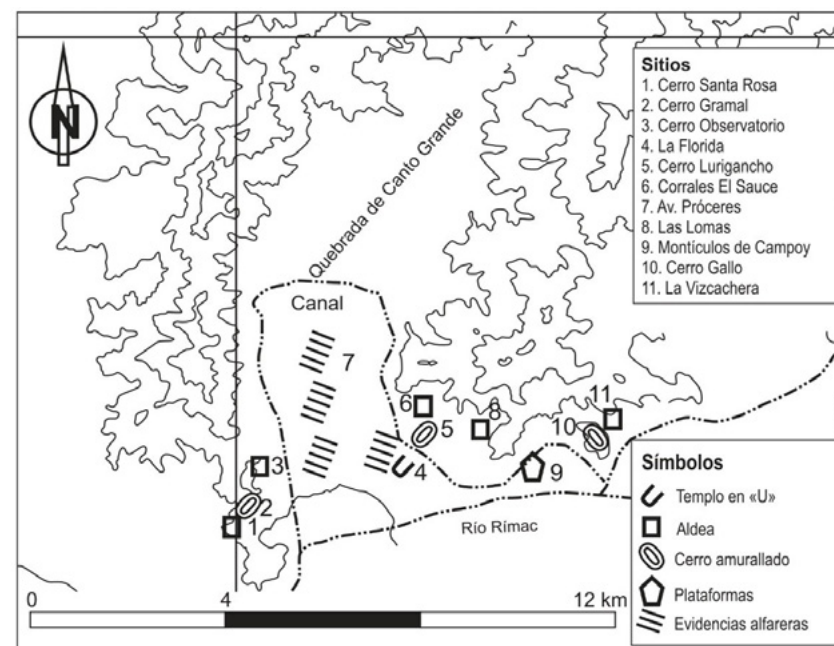 N
Sitios
1. Cerro Santa Rosa
2. Cerro Gramal
3. Cerro Observatorio
4. La Florida
5. Cerro Lurigancho
6. Corrales El Sauce
7. Av. Próceres
8. Las Lomas
9. Montículos de Campoy
10. Cerro Gallo
11. La Vizcachera
Quebrada de Canto Grande
Canal
7
6
8
5
11
10
3
4
9
2
1
Río Rímac
Símbolos
Templo en «U»
Aldea
Cerro amurallado
Plataformas
Evidencias alfareras
0 4 12 km